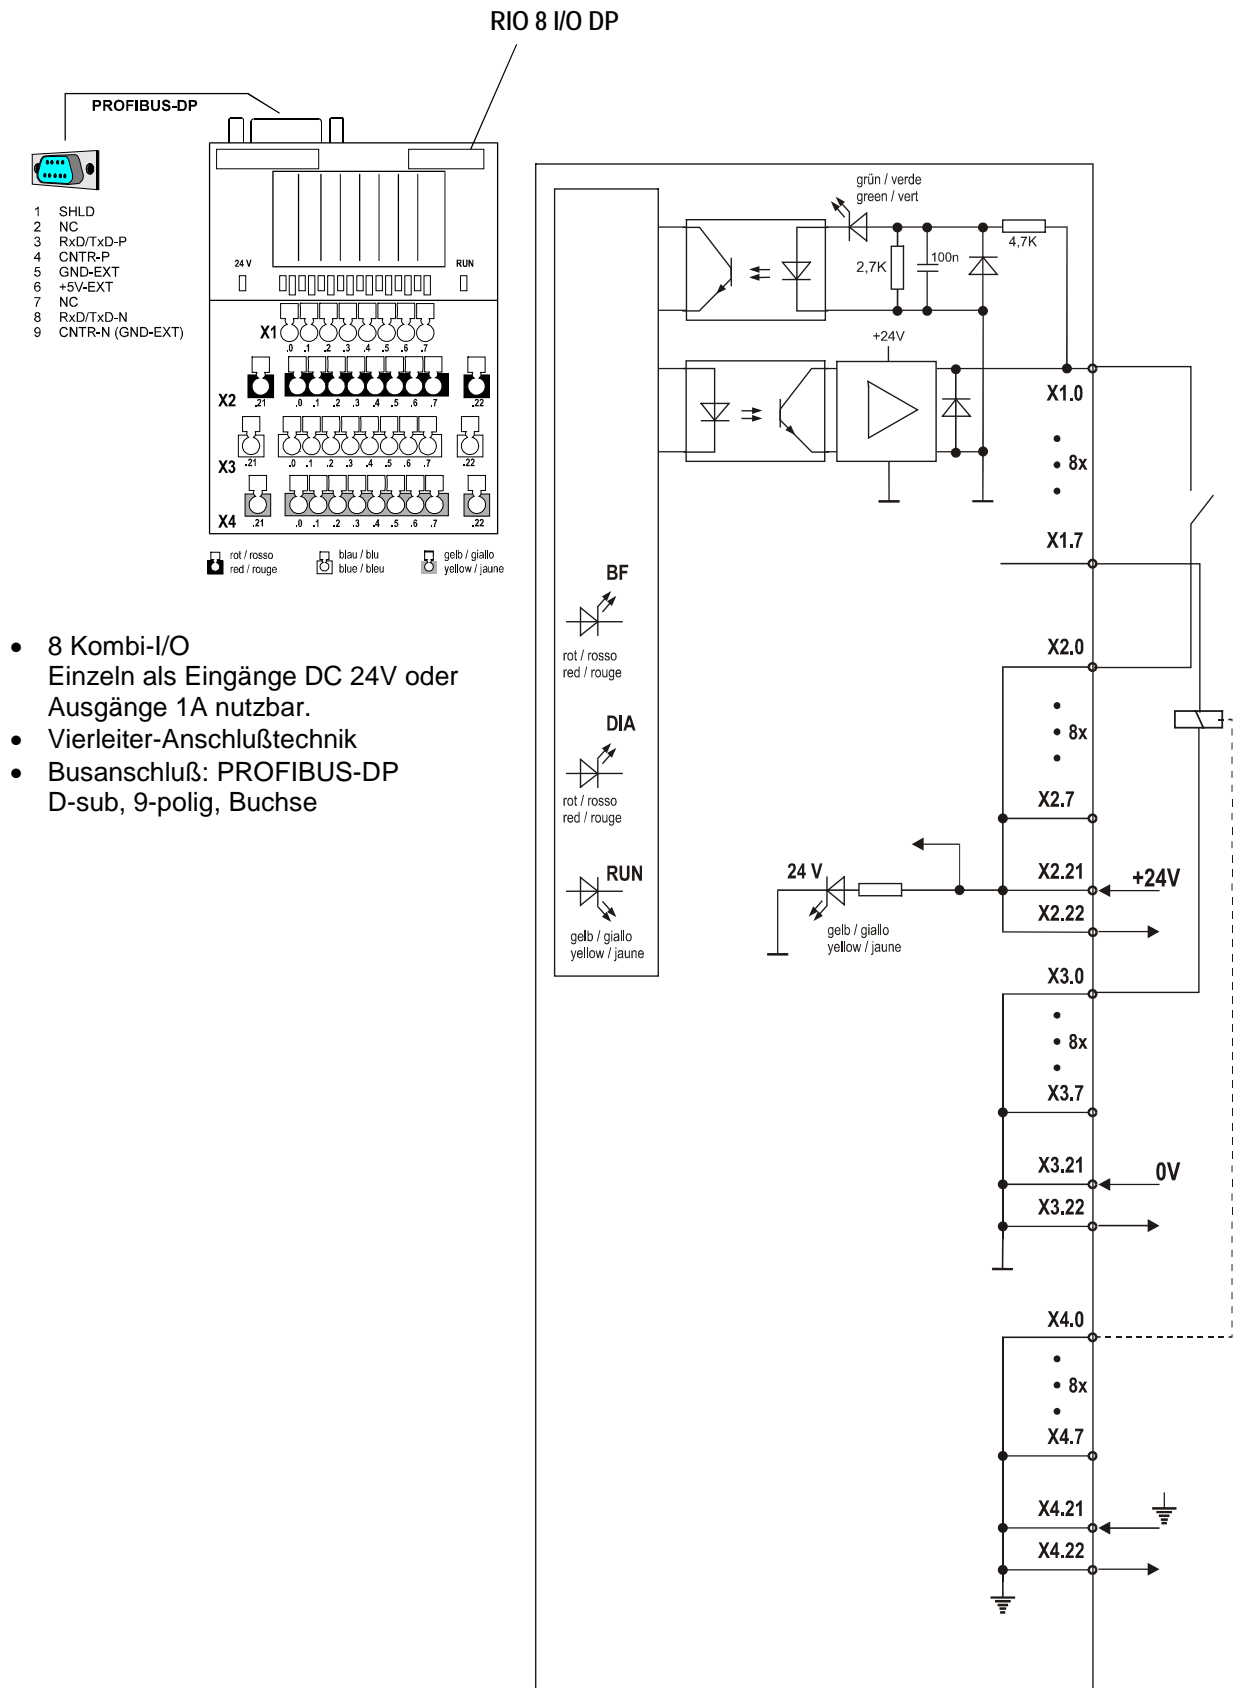 RIO 8 I/O DP
PROFIBUS-DP
1 SHLD
2 NC
3 RxD/TxD-P
4 CNTR-P
5 GND-EXT
6 +5V-EXT
7 NC
8 RxD/TxD-N
9 CNTR-N (GND-EXT)
24 V
RUN
X1
.0 .1 .2 .3 .4 .5 .6 .7
X2
.21 .0 .1 .2 .3 .4 .5 .6 .7 .22
X3
.21 .0 .1 .2 .3 .4 .5 .6 .7 .22
X4
.21 .0 .1 .2 .3 .4 .5 .6 .7 .22
rot / rosso
red / rouge
blau / blu
blue / bleu
gelb / giallo
yellow / jaune
• 8 Kombi-I/O
Einzeln als Eingänge DC 24V oder
Ausgänge 1A nutzbar.
• Vierleiter-Anschlußtechnik
• Busanschluß: PROFIBUS-DP
D-sub, 9-polig, Buchse
grün / verde
green / vert
2,7K
100n
4,7K
+24V
X1.0
8x
X1.7
BF
rot / rosso
red / rouge
X2.0
8x
DIA
rot / rosso
red / rouge
X2.7
RUN
gelb / giallo
yellow / jaune
24 V
gelb / giallo
yellow / jaune
X2.21
+24V
X2.22
X3.0
8x
X3.7
X3.21
0V
X3.22
X4.0
8x
X4.7
X4.21
X4.22